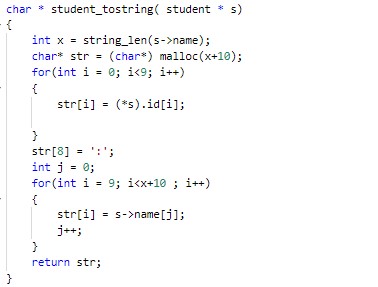 char * student_tostring( student * s)
{
int x = string_len(s->name);
char* str = (char*) malloc(x+10);
for(int i = 0; i<9; i++)
{
str[i] = (*s).id[i];
}
str[8] = ':';
int j = 0;
for(int i = 9; i<x+10 ; i++)
{
str[i] = s->name[j];
j++;
}
return str;
}